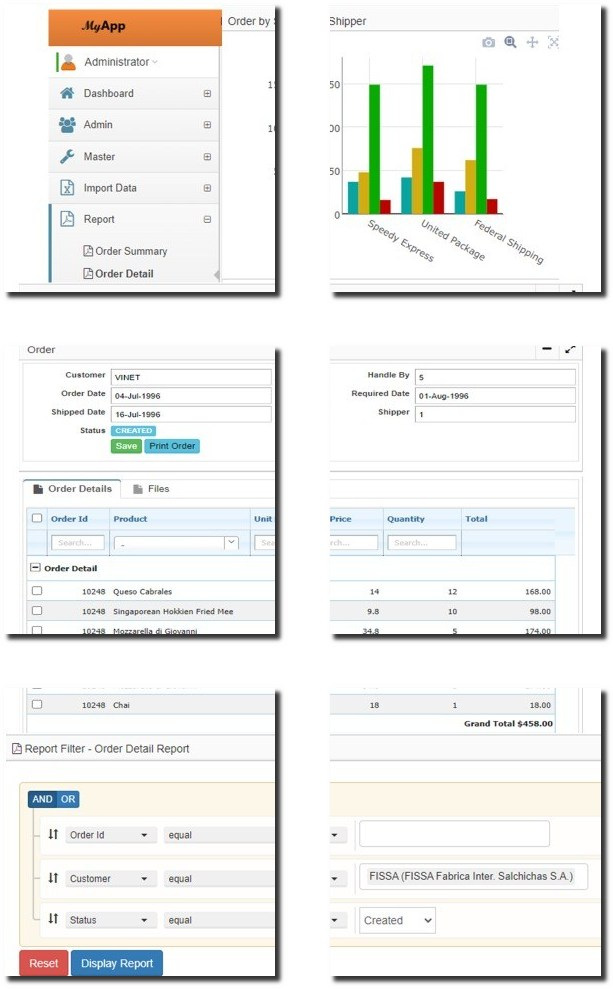 MyApp
Order by S
Shipper
Administrator
Dashboard
Admin
Master
Import Data
Report
Order Summary
Order Detail
15
10
5
50
00
50
0
Speedy Express
United Package
Federal Shipping
Order
Customer VINET
Handle By 5
Order Date 04-Jul-1996
Required Date 01-Aug-1996
Shipped Date 16-Jul-1996
Shipper 1
Status CREATED
Save Print Order
Order Details Files
Order Id Product Unit Price Quantity Total
Search... - Sea rch... Search...
Order Detail
10248 Queso Cabrales 14 12 168.00
10248 Singaporean Hokkien Fried Mee 9.8 10 98.00
10248 Mozzarella di Giovanni 34.8 5 174.00
10248 Chai 18 1 18.00
Grand Total $458.00
Report Filter - Order Detail Report
AND OR
Order Id equal
Customer equal FISSA (FISSA Fabrica Inter. Salchichas S.A.)
Status equal Created
Reset Display Report